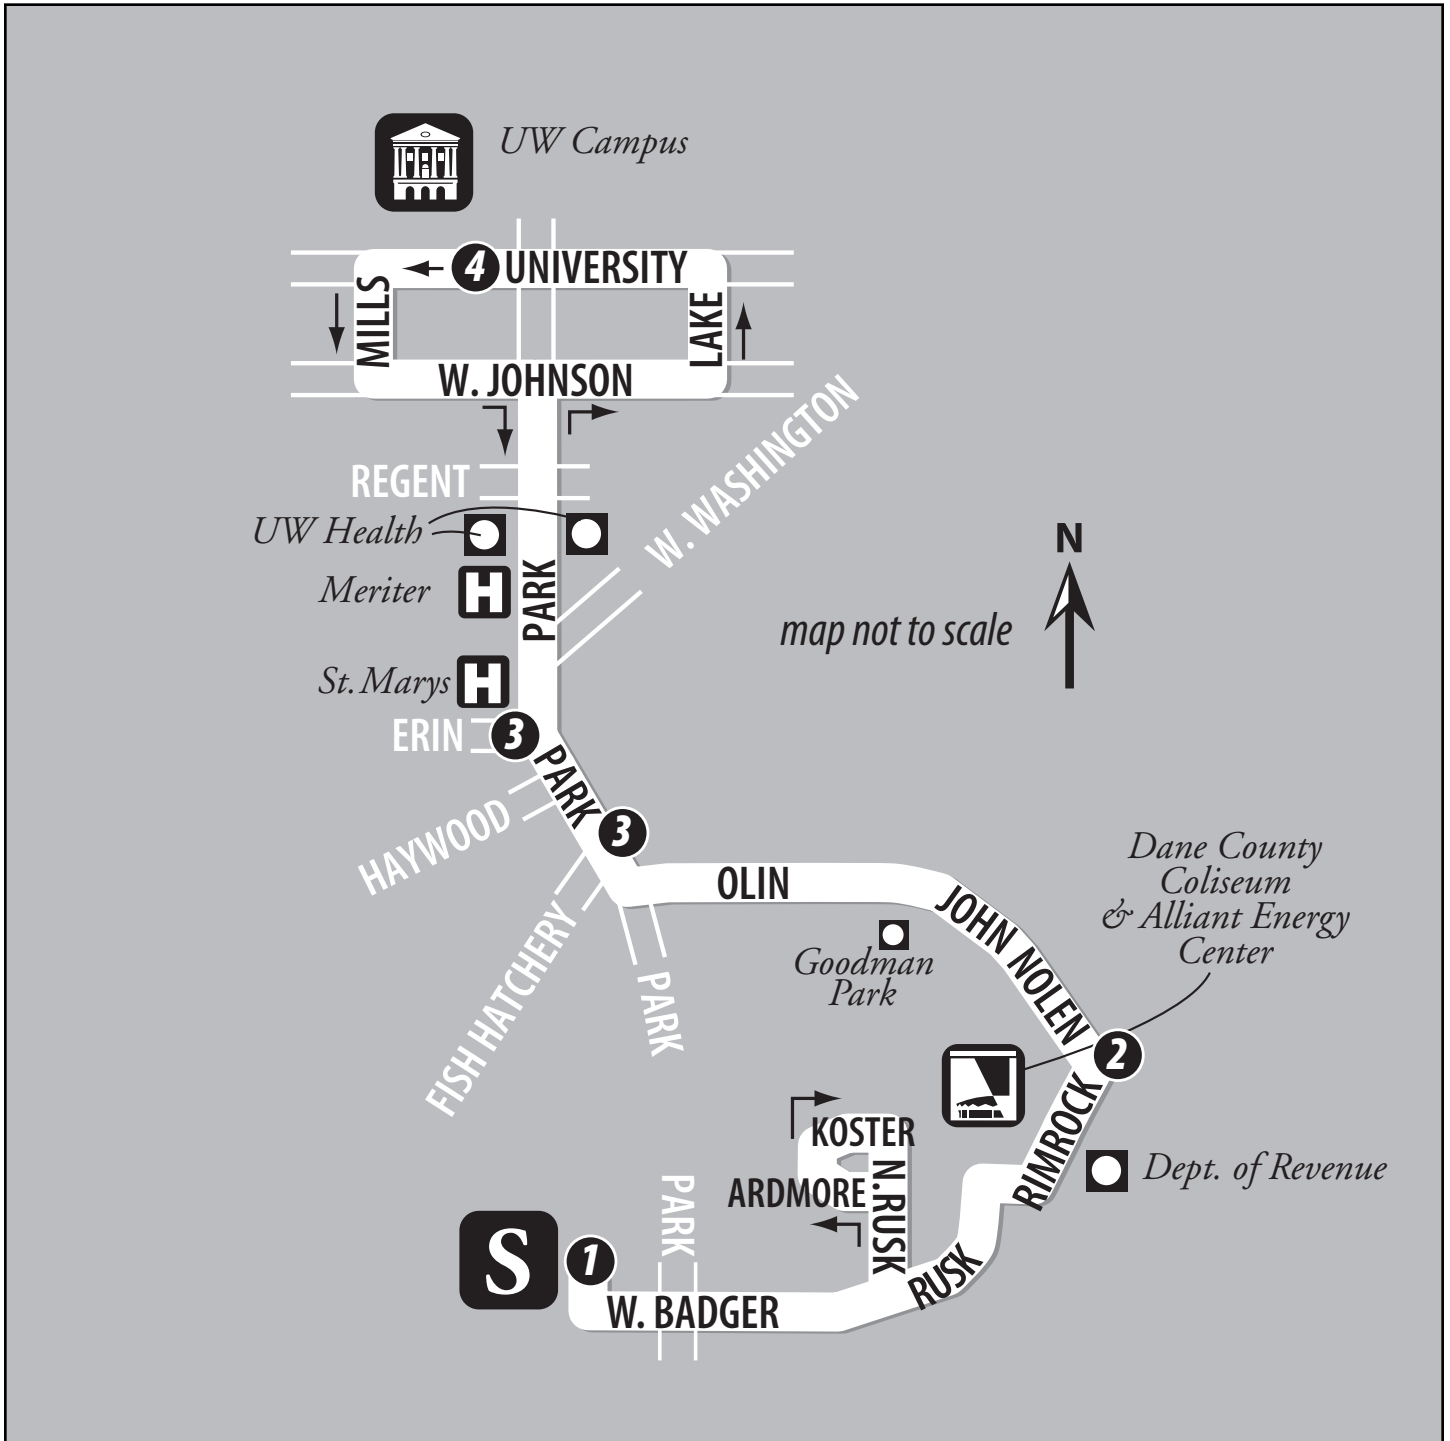 UW Campus
4
UNIVERSITY
MILLS
LAKE
W. JOHNSON
REGENT
W. WASHINGTON
UW Health
N
Meriter
H
PARK
map not to scale
St. Marys
H
ERIN
3
PARK
HAYWOOD
3
OLIN
JOHN NOLEN
Dane County
Coliseum
& Alliant Energy
Center
Goodman
Park
FISH HATCHERY
PARK
2
RIMROCK
KOSTER
Dept. of Revenue
ARDMORE
N. RUSK
PARK
S
1
RUSK
W. BADGER